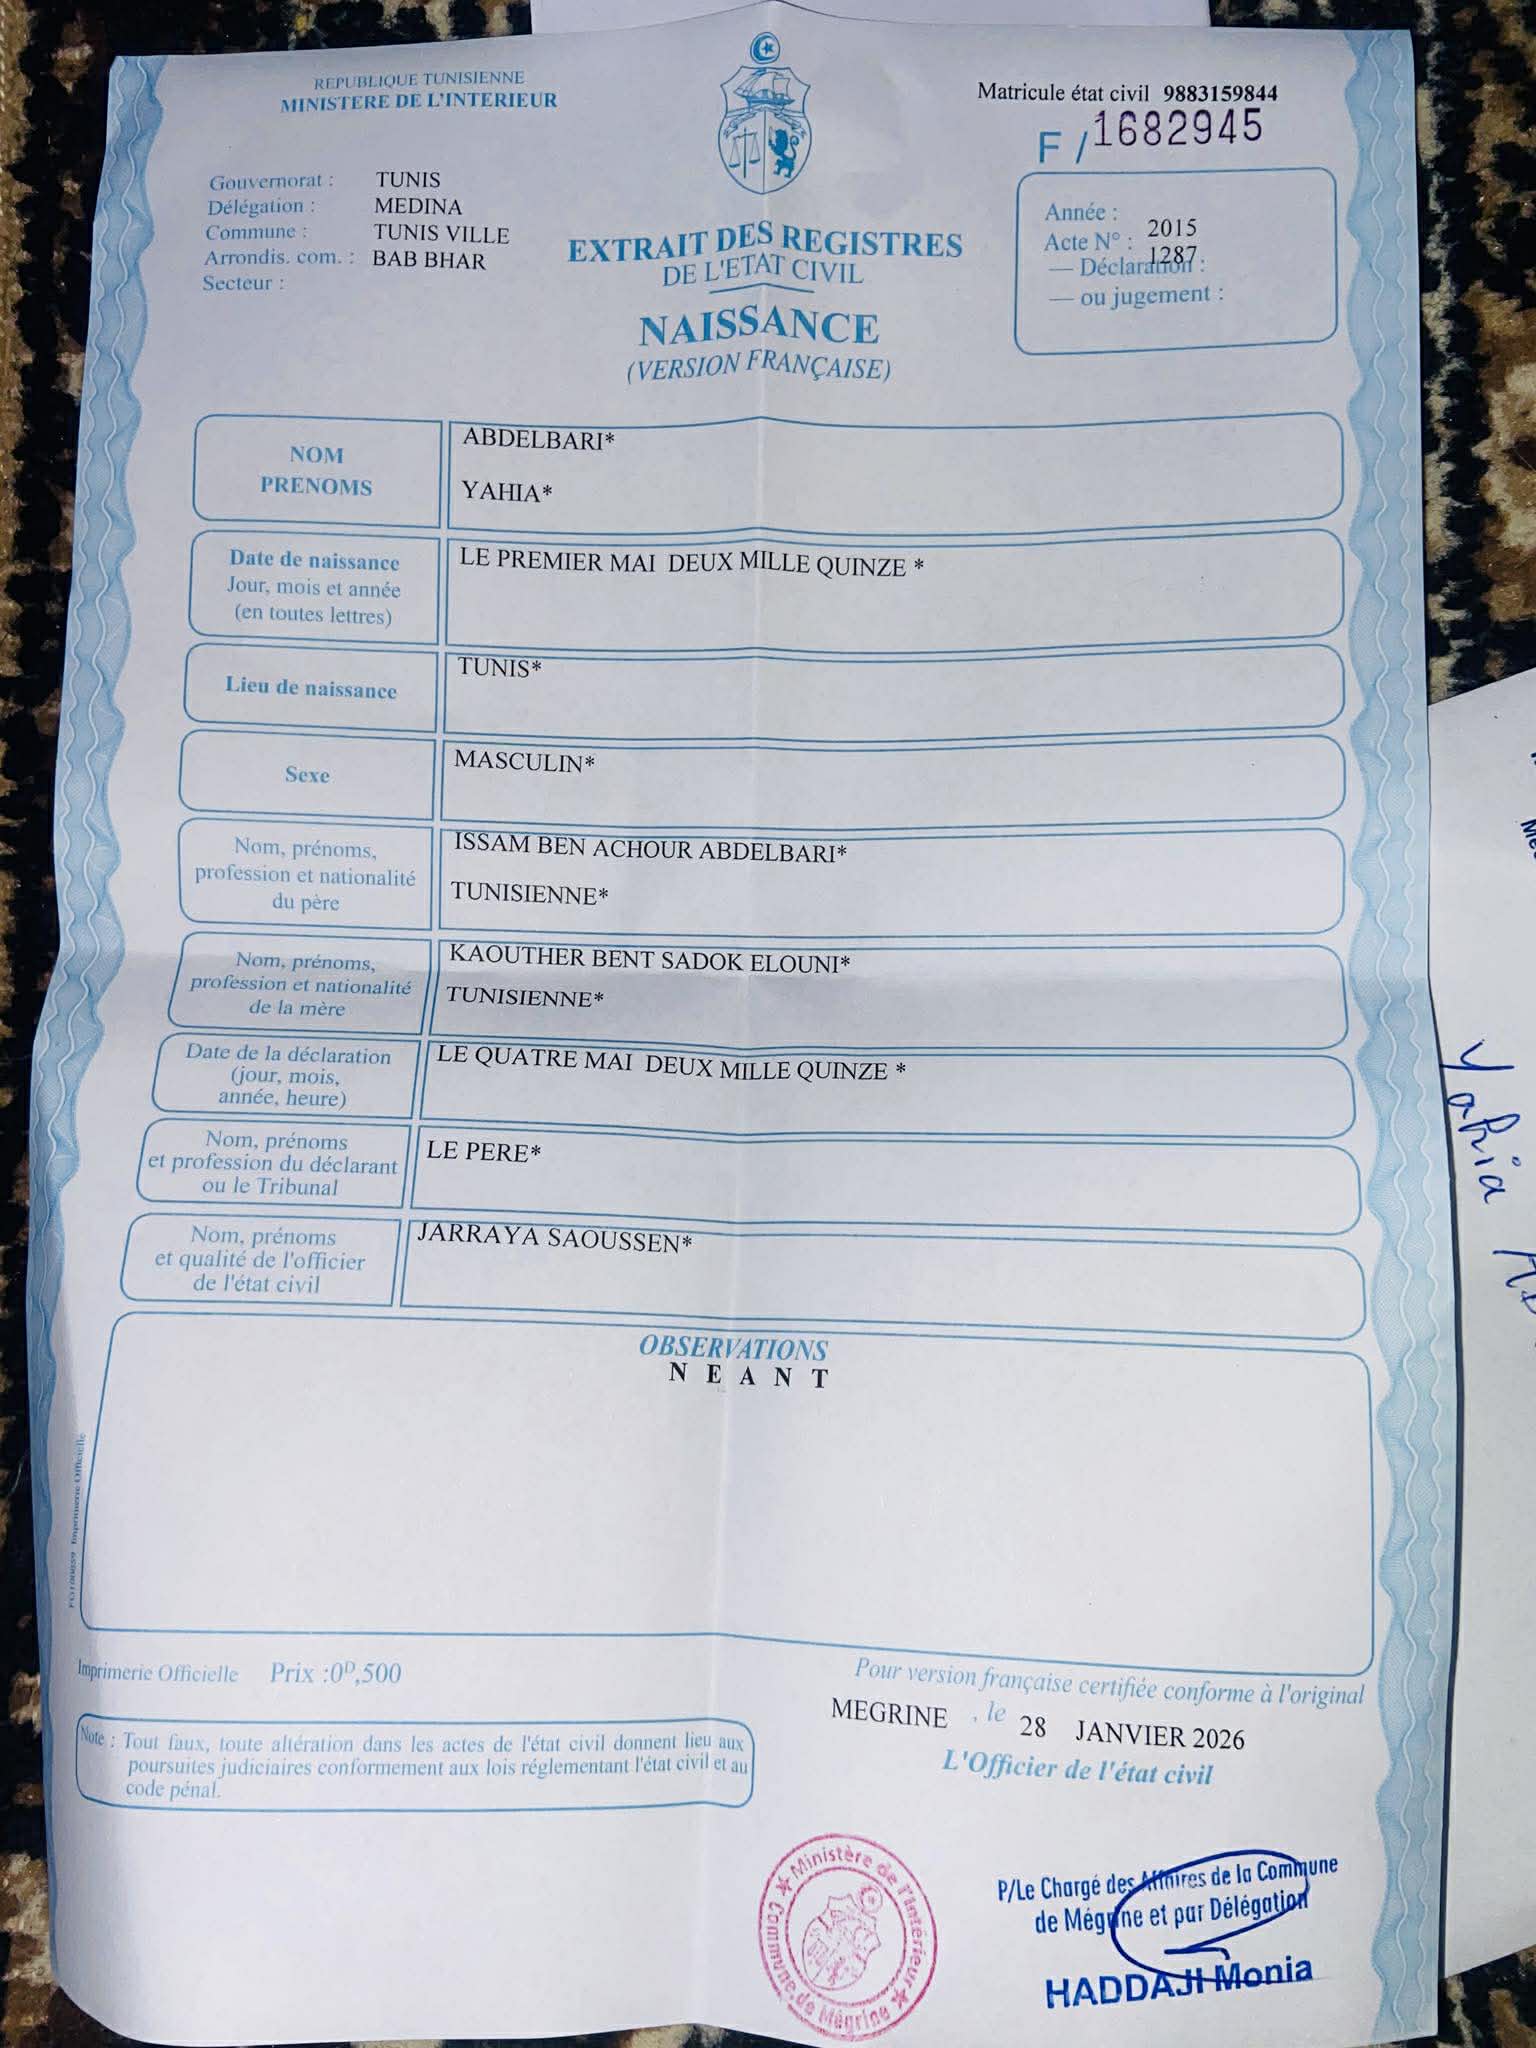 REPUBLIQUE TUNISIENNE
MINISTERE DE L'INTERIEUR
Matricule état civil 9883159844
F / 1682945
Gouvernorat : TUNIS
Délégation : MEDINA
Commune : TUNIS VILLE
Arrondis. com. : BAB BHAR
Secteur :
EXTRAIT DES REGISTRES
DE L'ETAT CIVIL
NAISSANCE
(VERSION FRANÇAISE)
Année : 2015
Acte N° : 1287
— Déclaration :
— ou jugement :
NOM
PRENOMS
ABDELBARI*
YAHIA*
Date de naissance
Jour, mois et année
(en toutes lettres)
LE PREMIER MAI DEUX MILLE QUINZE *
Lieu de naissance
TUNIS*
Sexe
MASCULIN*
Nom, prénoms,
profession et nationalité
du père
ISSAM BEN ACHOUR ABDELBARI*
TUNISIENNE*
Nom, prénoms,
profession et nationalité
de la mère
KAOUTHER BENT SADOK ELOUNI*
TUNISIENNE*
Date de la déclaration
(jour, mois,
année, heure)
LE QUATRE MAI DEUX MILLE QUINZE *
Nom, prénoms
et profession du déclarant
ou le Tribunal
LE PERE*
Nom, prénoms
et qualité de l'officier
de l'état civil
JARRAYA SAOUSSEN*
OBSERVATIONS
N E A N T
Imprimerie Officielle
Imprimerie Officielle Prix :0ᴰ,500
Note : Tout faux, toute altération dans les actes de l'état civil donnent lieu aux
poursuites judiciaires conformement aux lois réglementant l'état civil et au
code pénal.
Pour version française certifiée conforme à l'original
MEGRINE , le 28 JANVIER 2026
L'Officier de l'état civil
Ministère de l'Intérieur
Commune de Mégrine
P/Le Chargé des Affaires de la Commune
de Mégrine et par Délégation
HADDAJI Monia
Yahia